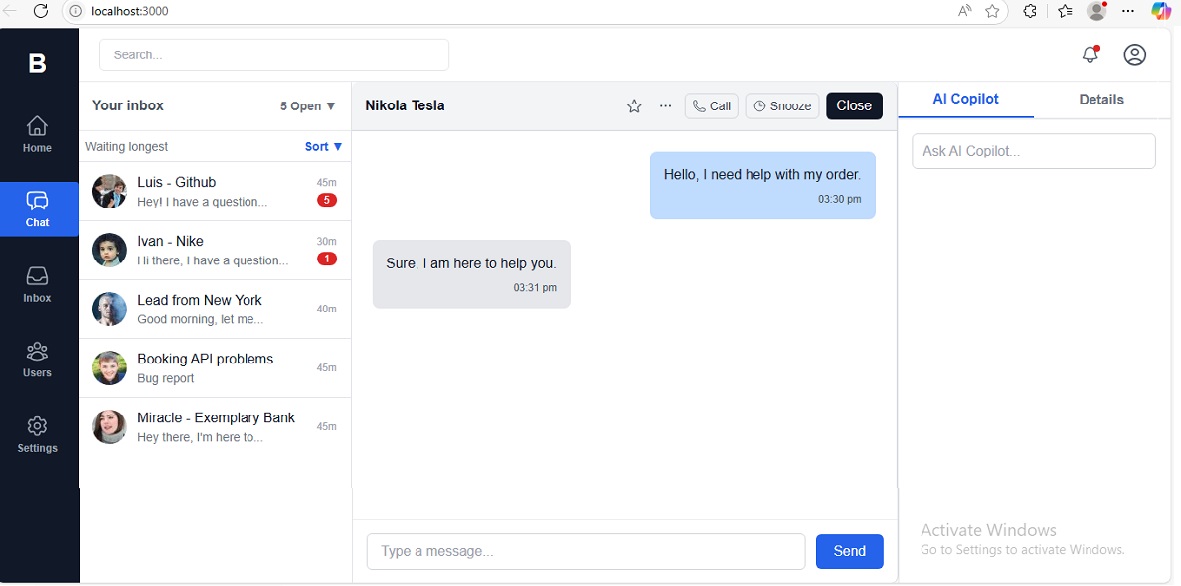 localhost:3000
B
Search...
Home
Chat
Inbox
Users
Settings
Your inbox
5 Open ▼
Waiting longest
Sort ▼
Luis - Github
45m
Hey! I have a question...
5
Ivan - Nike
30m
Hi there, I have a question...
1
Lead from New York
40m
Good morning, let me...
Booking API problems
45m
Bug report
Miracle - Exemplary Bank
45m
Hey there, I'm here to...
Nikola Tesla
Call
Snooze
Close
Hello, I need help with my order.
03:30 pm
Sure I am here to help you.
03:31 pm
Type a message...
Send
AI Copilot
Details
Ask AI Copilot...
Activate Windows
Go to Settings to activate Windows.